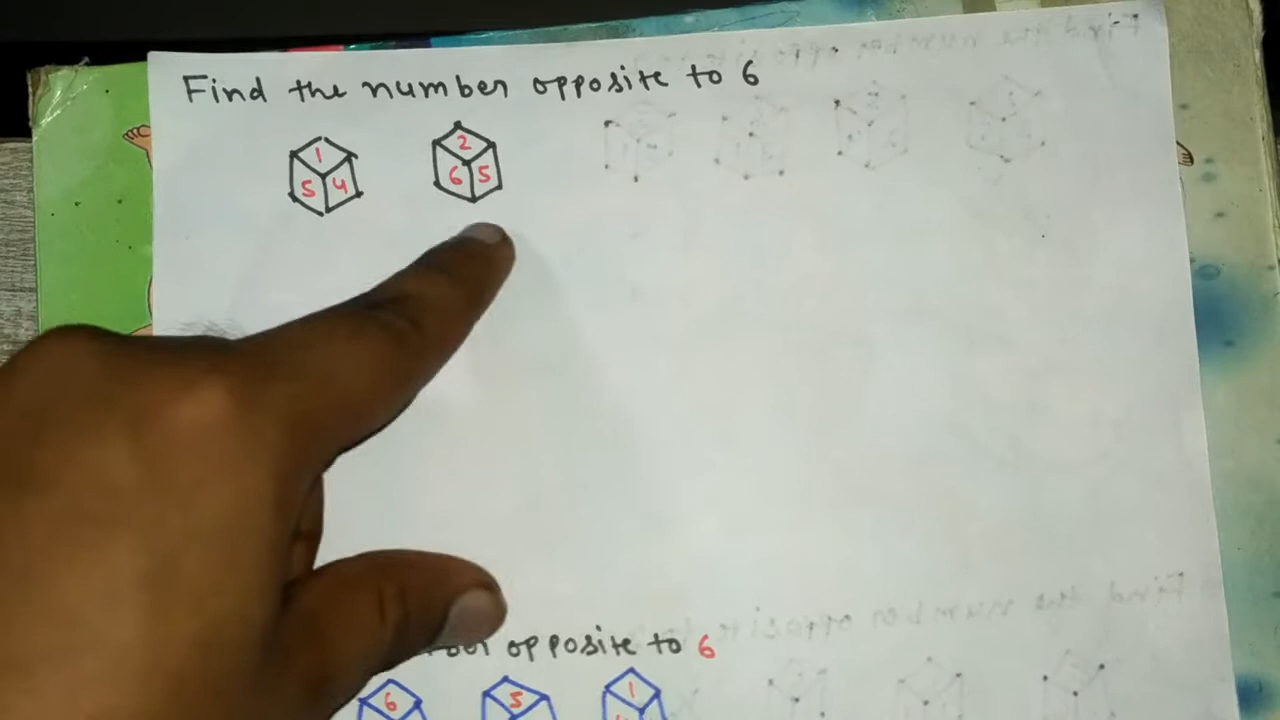 Find the number opposite to 6
1
5 4
2
6 5
opposite to 6
6 5 1